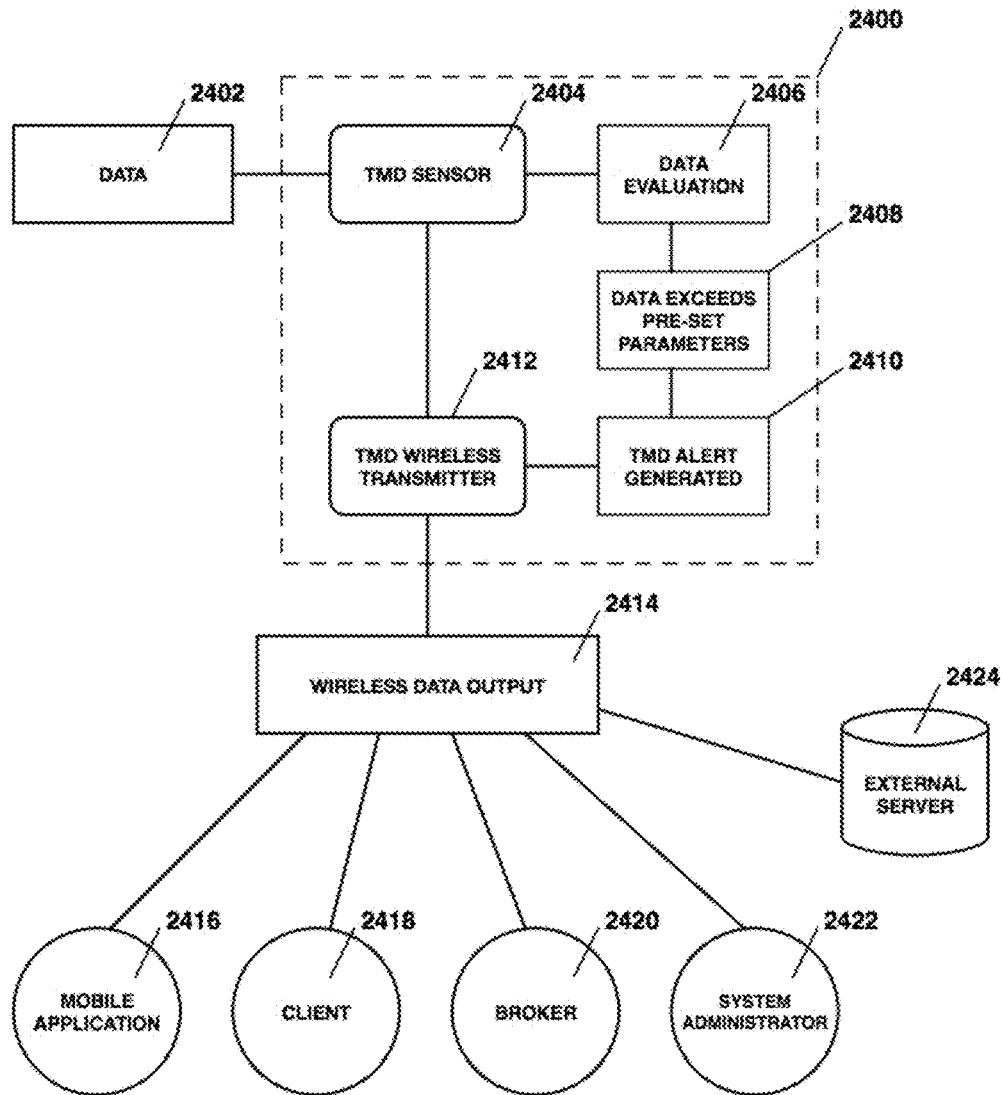 2400
2402
2404
2406
DATA
TMD SENSOR
DATA
EVALUATION
2408
DATA EXCEEDS
PRE-SET
PARAMETERS
2412
2410
TMD WIRELESS
TRANSMITTER
TMD ALERT
GENERATED
2414
WIRELESS DATA OUTPUT
2424
EXTERNAL
SERVER
2416
2418
2420
2422
MOBILE
APPLICATION
CLIENT
BROKER
SYSTEM
ADMINISTRATOR